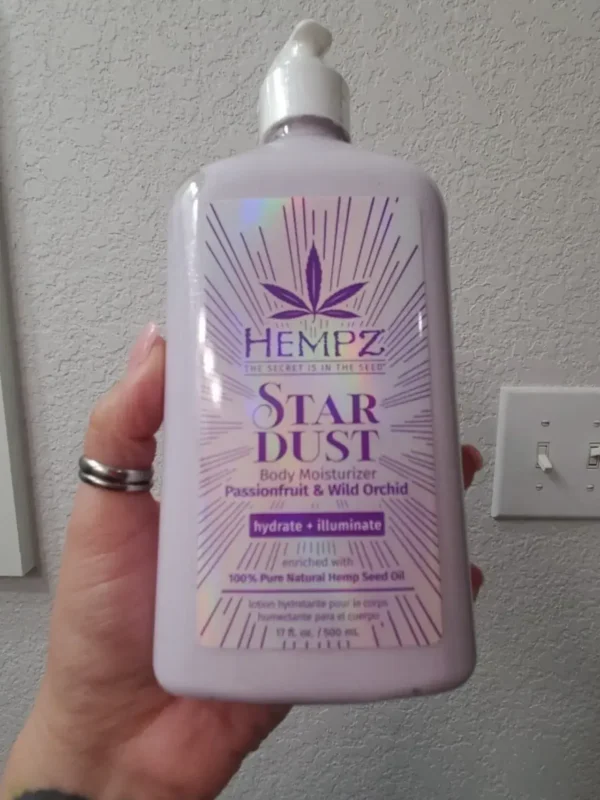 HEMPZ
THE SECRET IS IN THE SEED®
STAR
DUST
Body Moisturizer
Passionfruit & Wild Orchid
hydrate + illuminate
enriched with
100% Pure Natural Hemp Seed Oil
lotion hydratante pour le corps
humectante para el cuerpo
17 fl. oz. / 500 mL